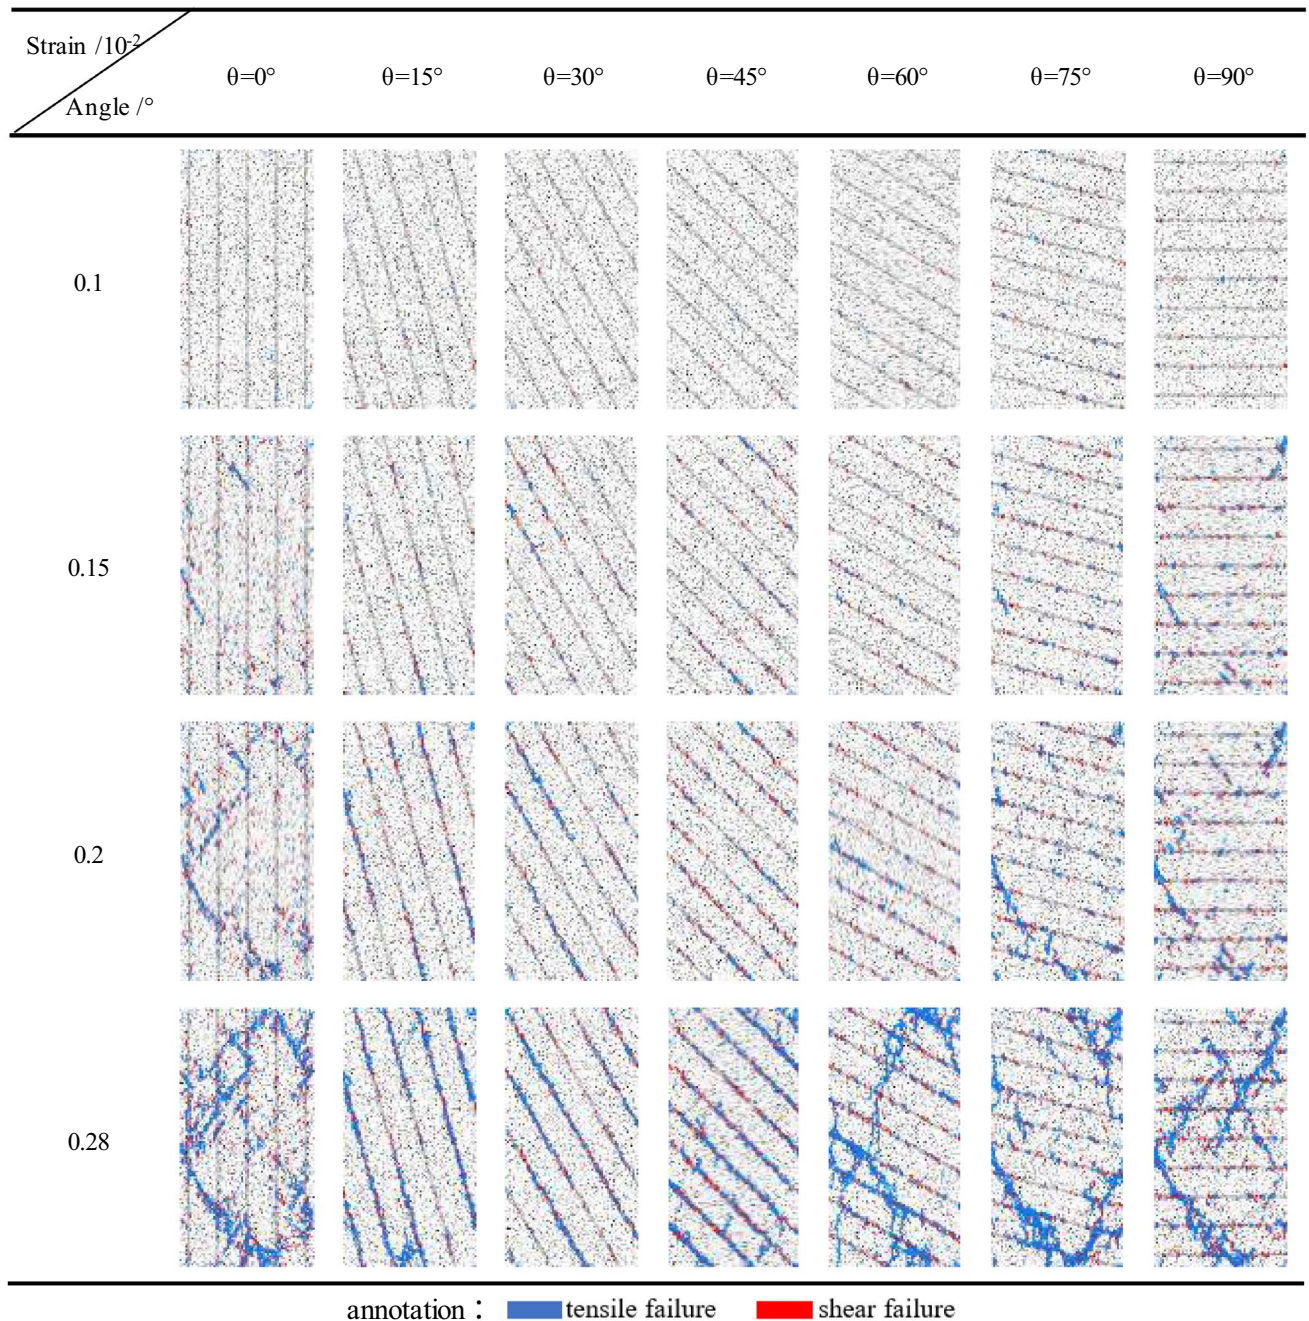 Strain /10-2
Angle /°
θ=0° θ=15° θ=30° θ=45° θ=60° θ=75° θ=90°
0.1
0.15
0.2
0.28
annotation： tensile failure shear failure